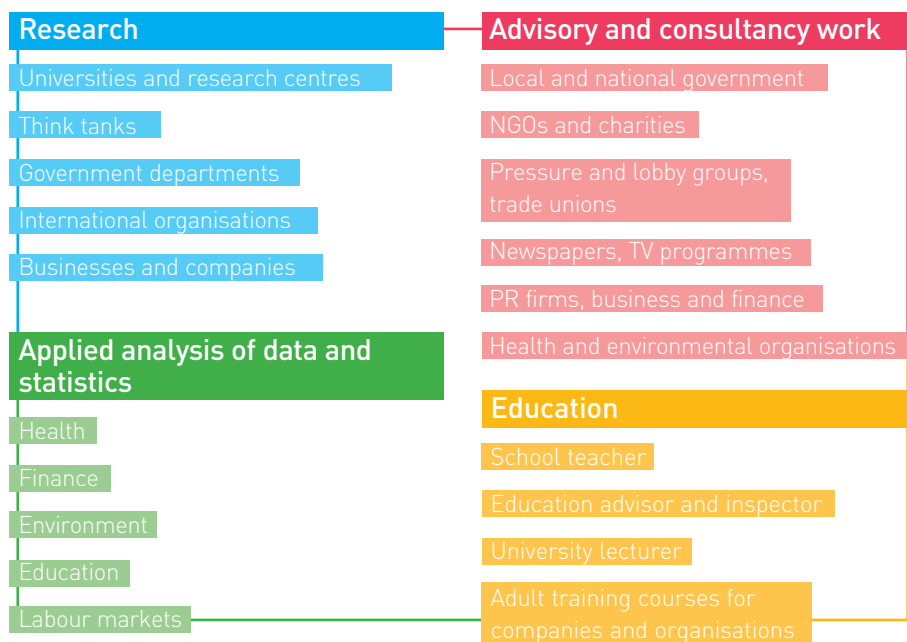 Research
Universities and research centres
Think tanks
Government departments
International organisations
Businesses and companies
Applied analysis of data and
statistics
Health
Finance
Environment
Education
Labour markets
Advisory and consultancy work
Local and national government
NGOs and charities
Pressure and lobby groups,
trade unions
Newspapers, TV programmes
PR firms, business and finance
Health and environmental organisations
Education
School teacher
Education advisor and inspector
University lecturer
Adult training courses for
companies and organisations